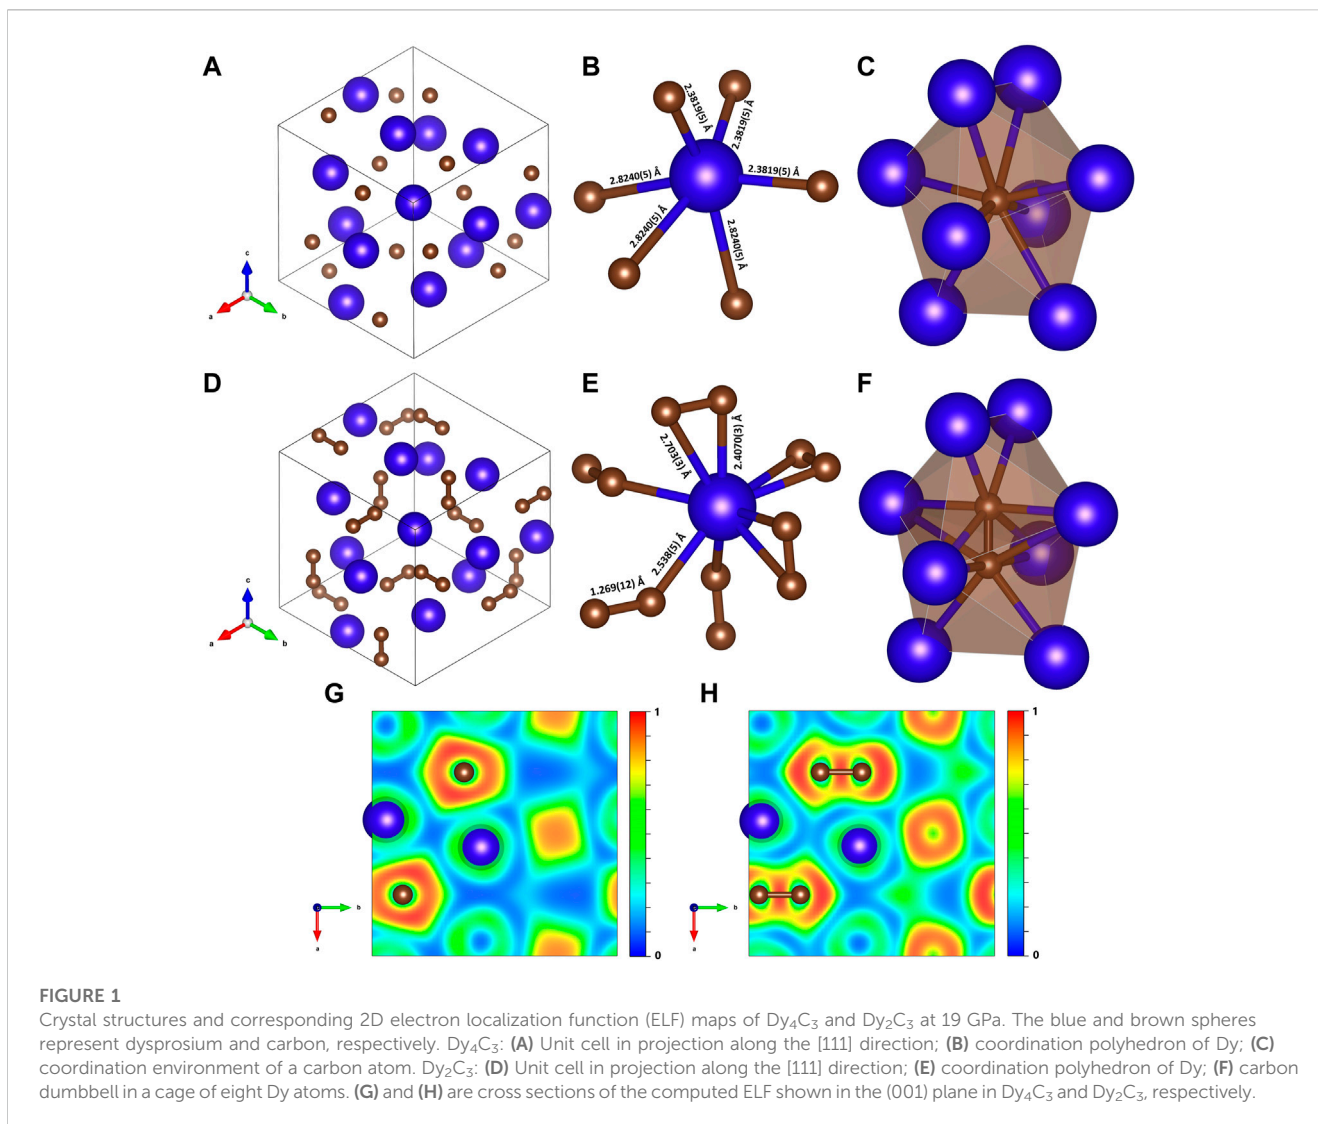 A
B
C
c
a
b
2.3819(5) Å
2.3819(5) Å
2.3819(5) Å
2.8240(5) Å
2.8240(5) Å
2.8240(5) Å
D
E
F
c
a
b
2.703(3) Å
2.4070(3) Å
2.538(5) Å
1.269(12) Å
G
H
1
0
b
a
1
0
b
a
FIGURE 1
Crystal structures and corresponding 2D electron localization function (ELF) maps of Dy₄C₃ and Dy₂C₃ at 19 GPa. The blue and brown spheres
represent dysprosium and carbon, respectively. Dy₄C₃: (A) Unit cell in projection along the [111] direction; (B) coordination polyhedron of Dy; (C)
coordination environment of a carbon atom. Dy₂C₃: (D) Unit cell in projection along the [111] direction; (E) coordination polyhedron of Dy; (F) carbon
dumbbell in a cage of eight Dy atoms. (G) and (H) are cross sections of the computed ELF shown in the (001) plane in Dy₄C₃ and Dy₂C₃, respectively.